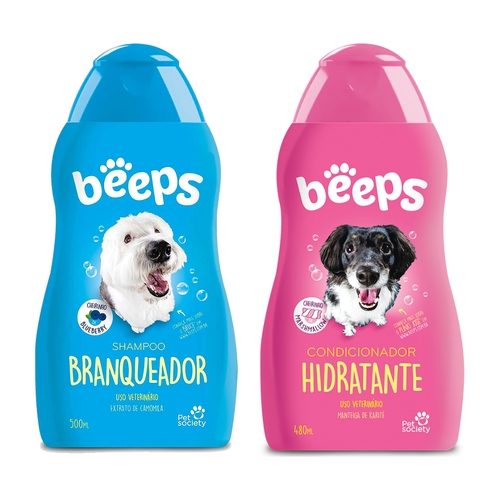 beeps
CHEIRINHO
BLUEBERRY
SHAMPOO
BRANQUEADOR
USO VETERINÁRIO
EXTRATO DE CAMOMILA
500ML
Pet
Society
beeps
CHEIRINHO
MARSHMALLOW
CONDICIONADOR
HIDRATANTE
USO VETERINÁRIO
MANTEIGA DE KARITÉ
480ML
Pet
Society